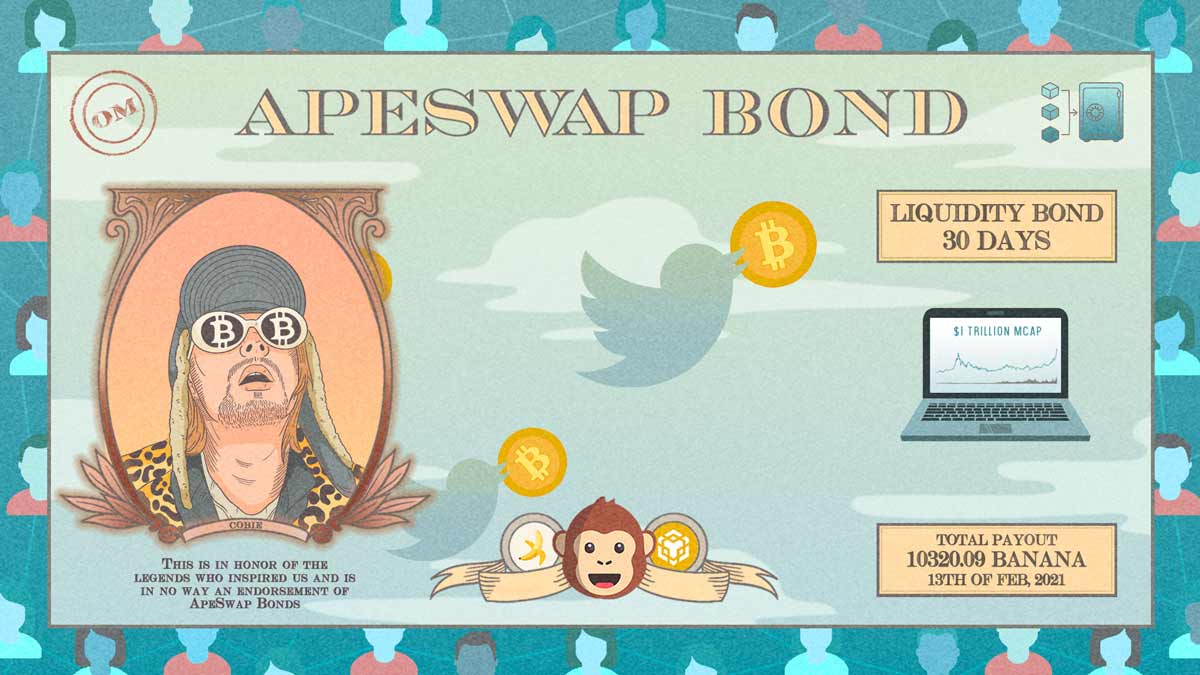 OM
APESWAP BOND
LIQUIDITY BOND
30 DAYS
$1 TRILLION MCAP
COBIE
THIS IS IN HONOR OF THE
LEGENDS WHO INSPIRED US AND IS
IN NO WAY AN ENDORSEMENT OF
APESWAP BONDS
TOTAL PAYOUT
10320.09 BANANA
13TH OF FEB, 2021